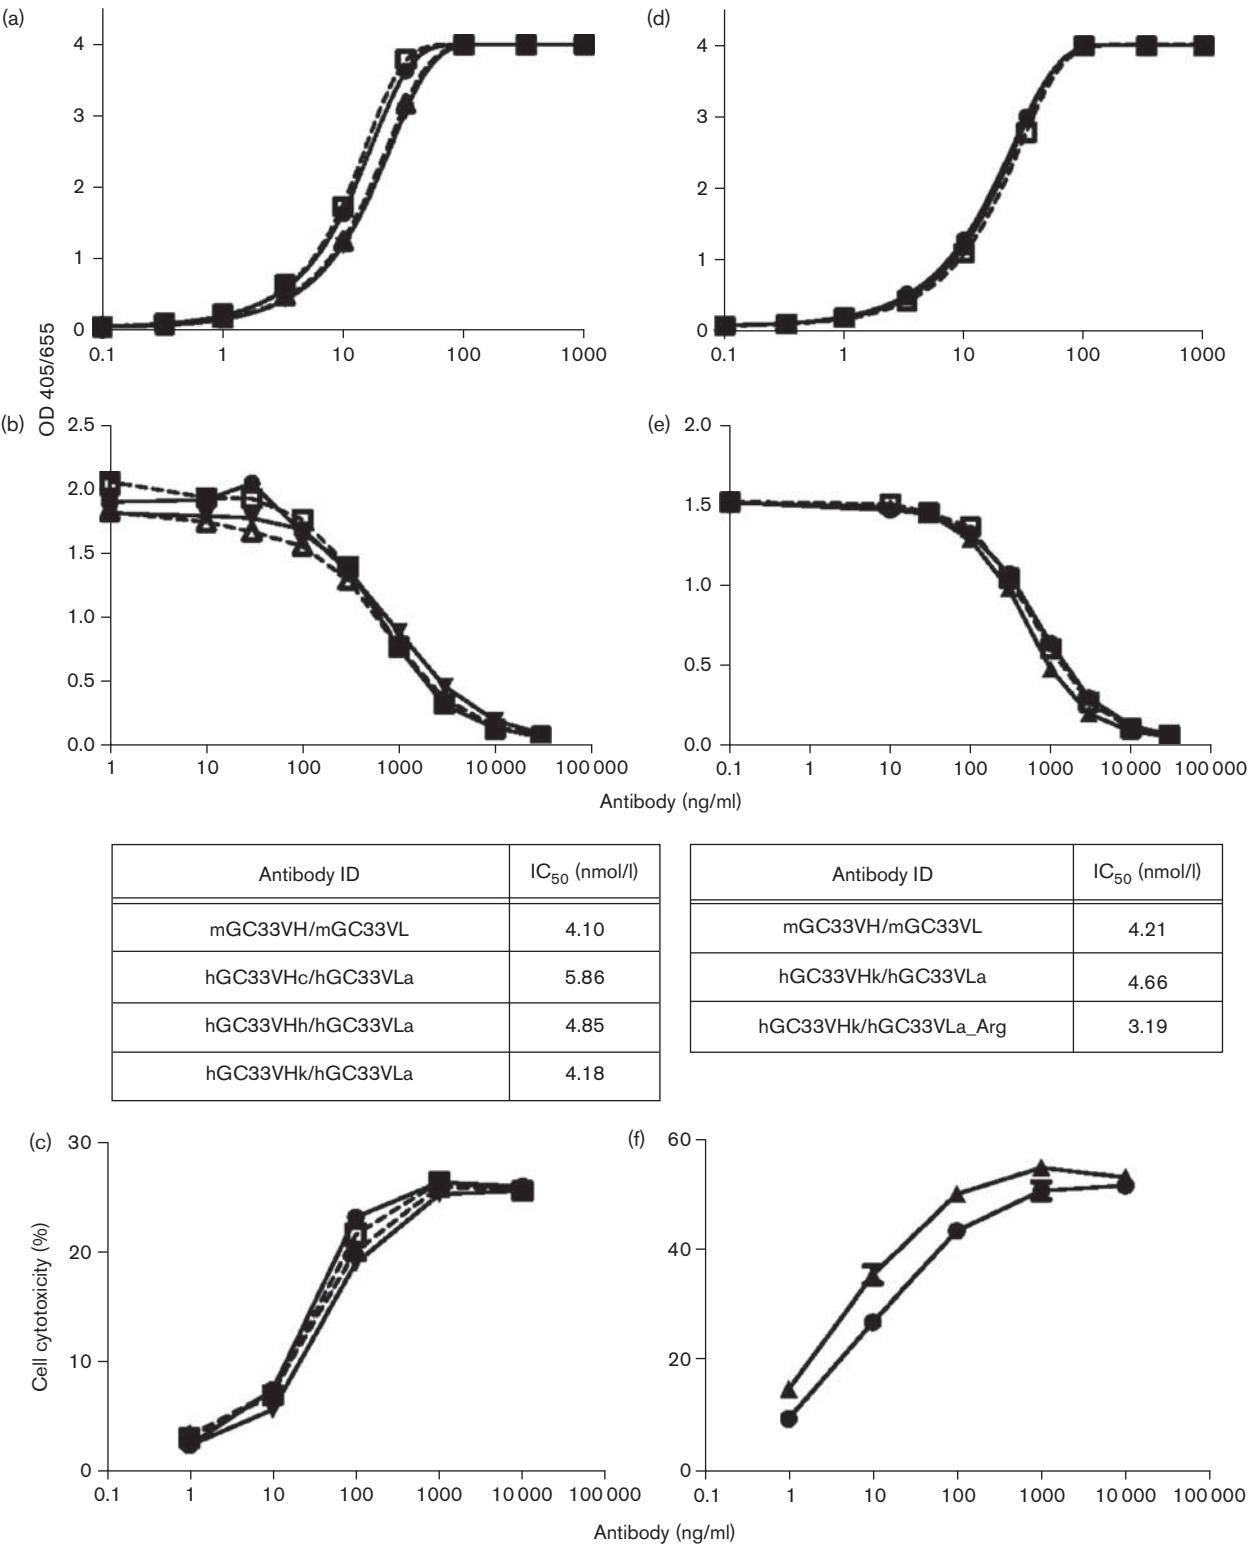 (a)
4
3
2
1
0
0.1 1 10 100 1000
(d)
4
3
2
1
0
0.1 1 10 100 1000
OD 405/655
(b)
2.5
2.0
1.5
1.0
0.5
0.0
1 10 100 1000 10 000 100 000
(e)
2.0
1.5
1.0
0.5
0.0
0.1 1 10 100 1000 10 000 100 000
Antibody (ng/ml)
Antibody ID IC50 (nmol/l)
mGC33VH/mGC33VL 4.10
hGC33VHc/hGC33VLa 5.86
hGC33VHh/hGC33VLa 4.85
hGC33VHk/hGC33VLa 4.18
Antibody ID IC50 (nmol/l)
mGC33VH/mGC33VL 4.21
hGC33VHk/hGC33VLa 4.66
hGC33VHk/hGC33VLa_Arg 3.19
(c)
30
20
10
0
0.1 1 10 100 1000 10 000 100 000
Cell cytotoxicity (%)
(f)
60
40
20
0
0.1 1 10 100 1000 10 000 100 000
Antibody (ng/ml)